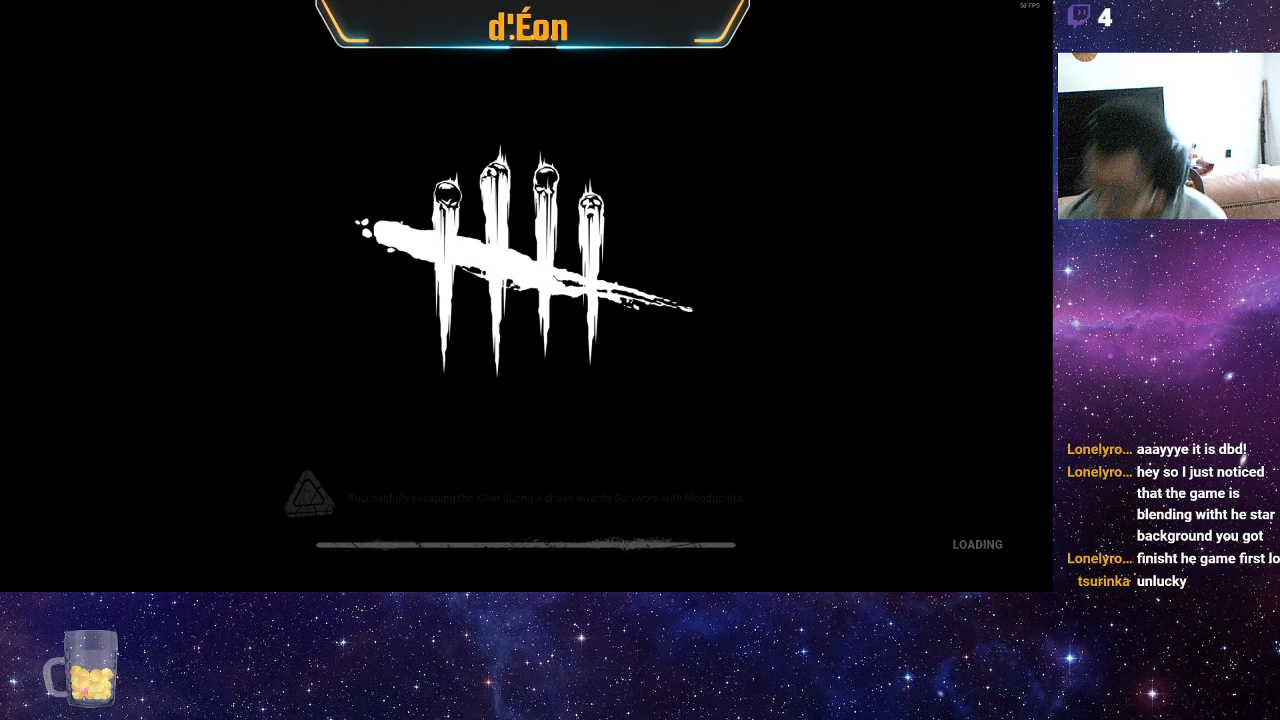 d'Éon
50 FPS
4
Successfully escaping the Killer during a chase awards Survivors with bloodpoints.
LOADING
Lonelyro... aaayyye it is dbd!
Lonelyro... hey so I just noticed
that the game is
blending witht he star
background you got
Lonelyro... finisht he game first lo
tsurinka unlucky